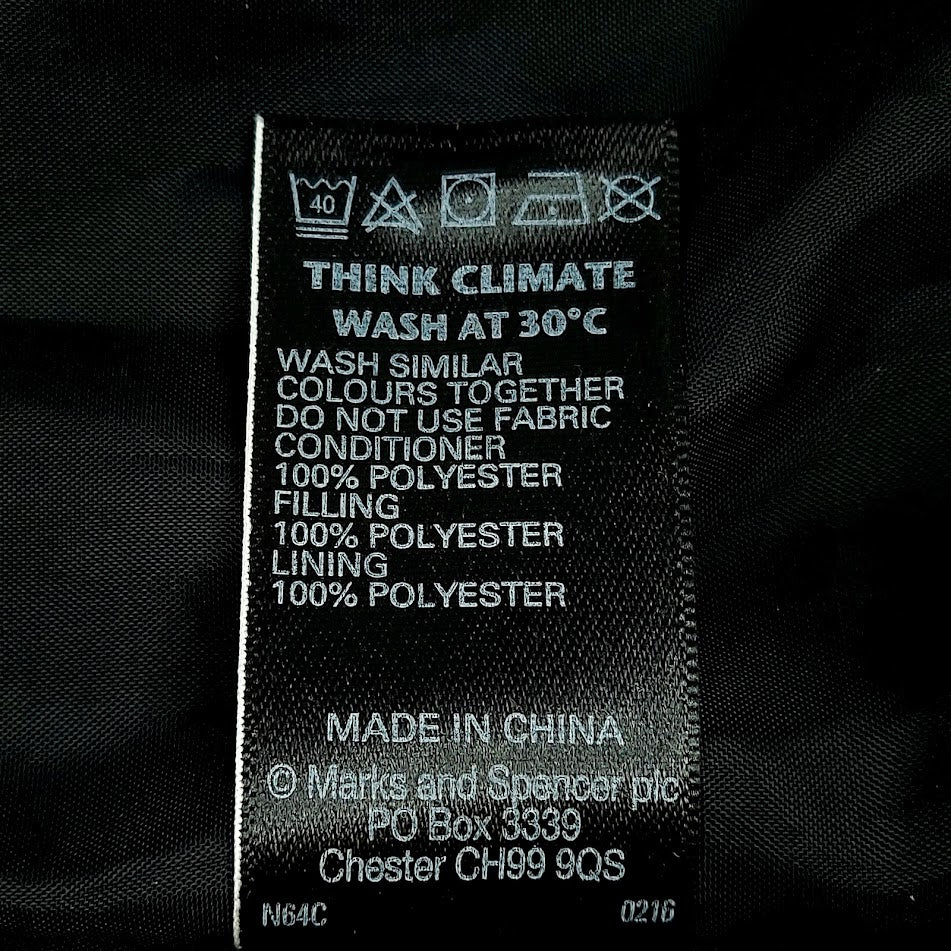 40
THINK CLIMATE
WASH AT 30°C
WASH SIMILAR
COLOURS TOGETHER
DO NOT USE FABRIC
CONDITIONER
100% POLYESTER
FILLING
100% POLYESTER
LINING
100% POLYESTER
MADE IN CHINA
© Marks and Spencer plc
PO Box 3339
Chester CH99 9QS
N64C 0216